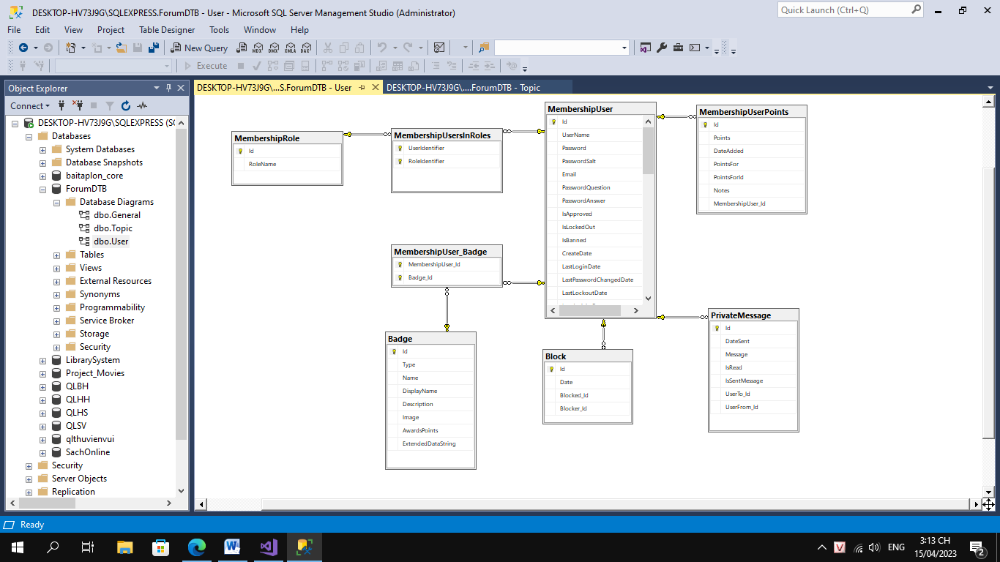 DESKTOP-HV73J9G\SQLEXPRESS.ForumDTB - User - Microsoft SQL Server Management Studio (Administrator)
Quick Launch (Ctrl+Q)
File Edit View Project Table Designer Tools Window Help
New Query MDX DMX XMLA DAX
Execute
Object Explorer
Connect
DESKTOP-HV73J9G\SQLEXPRESS (SQ
Databases
System Databases
Database Snapshots
baitaplon_core
ForumDTB
Database Diagrams
dbo.General
dbo.Topic
dbo.User
Tables
Views
External Resources
Synonyms
Programmability
Service Broker
Storage
Security
LibrarySystem
Project_Movies
QLBH
QLHH
QLHS
QLSV
qlthuvienvui
SachOnline
Security
Server Objects
Replication
DESKTOP-HV73J9G\...S.ForumDTB - User
DESKTOP-HV73J9G\....ForumDTB - Topic
MembershipRole
Id
RoleName
MembershipUsersInRoles
UserIdentifier
RoleIdentifier
MembershipUser
Id
UserName
Password
PasswordSalt
Email
PasswordQuestion
PasswordAnswer
IsApproved
IsLockedOut
IsBanned
CreateDate
LastLoginDate
LastPasswordChangedDate
LastLockoutDate
MembershipUserPoints
Id
Points
DateAdded
PointsFor
PointsForId
Notes
MembershipUser_Id
MembershipUser_Badge
MembershipUser_Id
Badge_Id
Badge
Id
Type
Name
DisplayName
Description
Image
AwardsPoints
ExtendedDataString
Block
Id
Date
Blocked_Id
Blocker_Id
PrivateMessage
Id
DateSent
Message
IsRead
IsSentMessage
UserTo_Id
UserFrom_Id
Ready
ENG
3:13 CH
15/04/2023
2